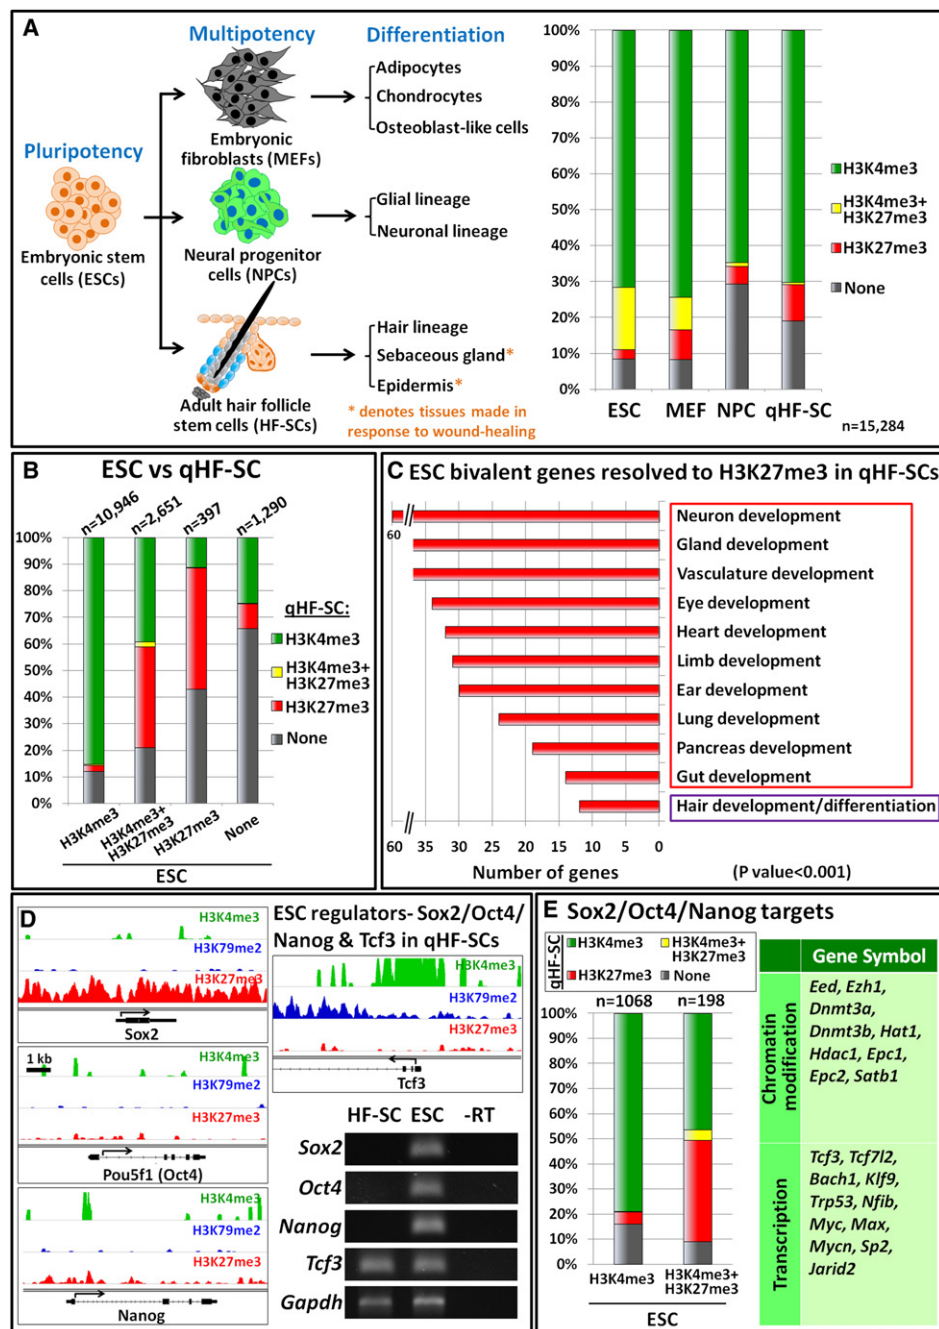 A
Multipotency
Differentiation
Pluripotency
Embryonic stem
cells (ESCs)
Embryonic
fibroblasts (MEFs)
Adipocytes
Chondrocytes
Osteoblast-like cells
Neural progenitor
cells (NPCs)
Glial lineage
Neuronal lineage
Adult hair follicle
stem cells (HF-SCs)
Hair lineage
Sebaceous gland*
Epidermis*
* denotes tissues made in
response to wound-healing
100%
90%
80%
70%
60%
50%
40%
30%
20%
10%
0%
ESC MEF NPC qHF-SC
n=15,284
H3K4me3
H3K4me3+
H3K27me3
H3K27me3
None
B
ESC vs qHF-SC
n=10,946
n=2,651
n=397
n=1,290
100%
90%
80%
70%
60%
50%
40%
30%
20%
10%
0%
qHF-SC:
H3K4me3
H3K4me3+
H3K27me3
H3K27me3
None
H3K4me3
H3K4me3+
H3K27me3
H3K27me3
None
ESC
C
ESC bivalent genes resolved to H3K27me3 in qHF-SCs
60
Neuron development
Gland development
Vasculature development
Eye development
Heart development
Limb development
Ear development
Lung development
Pancreas development
Gut development
Hair development/differentiation
60 35 30 25 20 15 10 5 0
Number of genes
(P value<0.001)
D
H3K4me3
H3K79me2
H3K27me3
Sox2
1 kb
H3K4me3
H3K79me2
H3K27me3
Pou5f1 (Oct4)
H3K4me3
H3K79me2
H3K27me3
Nanog
ESC regulators- Sox2/Oct4/
Nanog & Tcf3 in qHF-SCs
H3K4me3
H3K79me2
H3K27me3
Tcf3
HF-SC ESC -RT
Sox2
Oct4
Nanog
Tcf3
Gapdh
E
Sox2/Oct4/Nanog targets
qHF-SC
H3K4me3
H3K4me3+
H3K27me3
H3K27me3
None
n=1068
n=198
100%
90%
80%
70%
60%
50%
40%
30%
20%
10%
0%
H3K4me3
H3K4me3+
H3K27me3
ESC
Gene Symbol
Chromatin
modification
Eed, Ezh1,
Dnmt3a,
Dnmt3b, Hat1,
Hdac1, Epc1,
Epc2, Satb1
Transcription
Tcf3, Tcf7l2,
Bach1, Klf9,
Trp53, Nfib,
Myc, Max,
Mycn, Sp2,
Jarid2